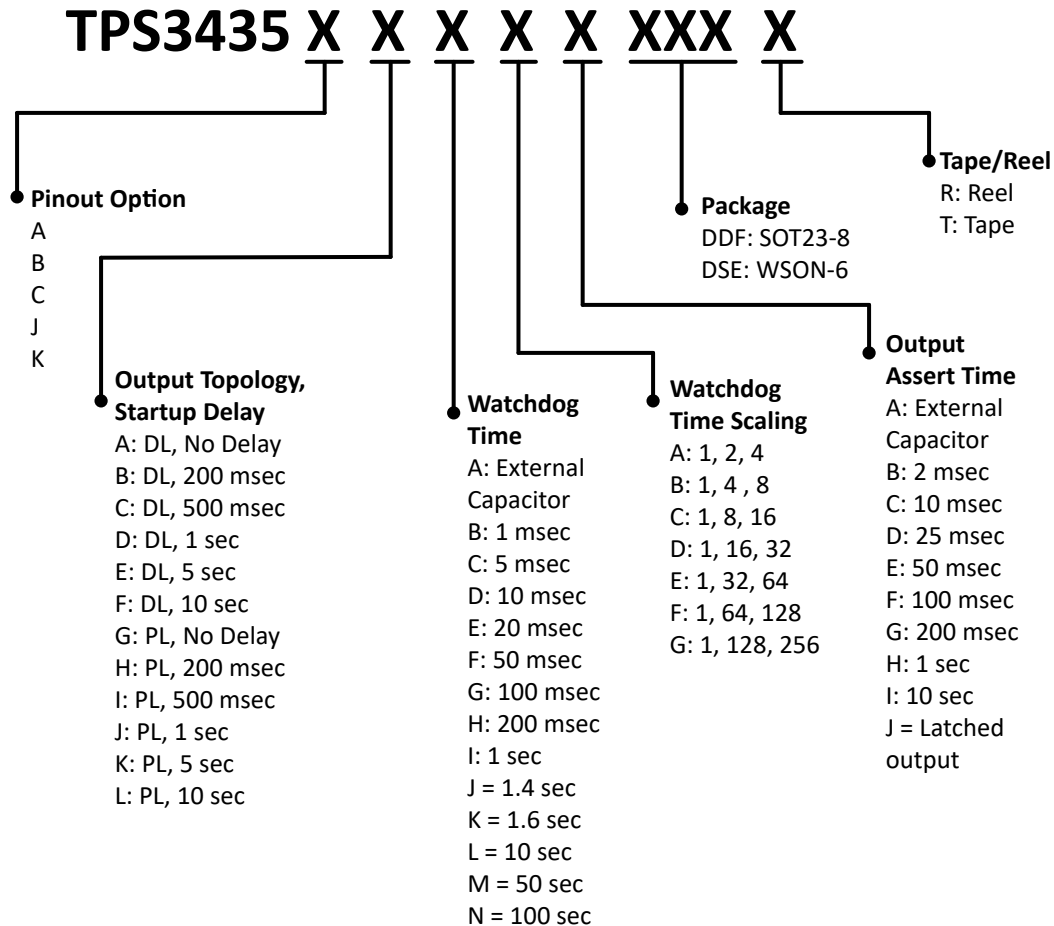 TPS3435 X X X X X XXX X
Pinout Option
A
B
C
J
K
Output Topology,
Startup Delay
A: DL, No Delay
B: DL, 200 msec
C: DL, 500 msec
D: DL, 1 sec
E: DL, 5 sec
F: DL, 10 sec
G: PL, No Delay
H: PL, 200 msec
I: PL, 500 msec
J: PL, 1 sec
K: PL, 5 sec
L: PL, 10 sec
Watchdog
Time
A: External
Capacitor
B: 1 msec
C: 5 msec
D: 10 msec
E: 20 msec
F: 50 msec
G: 100 msec
H: 200 msec
I: 1 sec
J = 1.4 sec
K = 1.6 sec
L = 10 sec
M = 50 sec
N = 100 sec
Watchdog
Time Scaling
A: 1, 2, 4
B: 1, 4 , 8
C: 1, 8, 16
D: 1, 16, 32
E: 1, 32, 64
F: 1, 64, 128
G: 1, 128, 256
Output
Assert Time
A: External
Capacitor
B: 2 msec
C: 10 msec
D: 25 msec
E: 50 msec
F: 100 msec
G: 200 msec
H: 1 sec
I: 10 sec
J = Latched
output
Package
DDF: SOT23-8
DSE: WSON-6
Tape/Reel
R: Reel
T: Tape